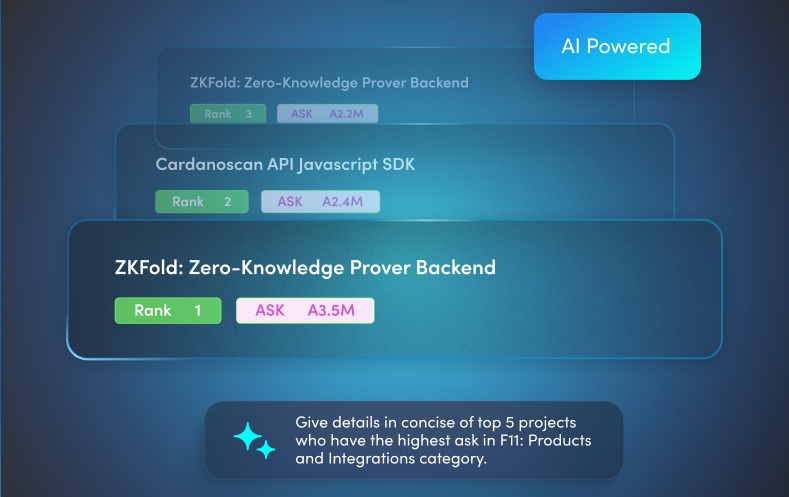 AI Powered
ZKFold: Zero-Knowledge Prover Backend
Rank 3 ASK A2.2M
Cardanoscan API Javascript SDK
Rank 2 ASK A2.4M
ZKFold: Zero-Knowledge Prover Backend
Rank 1 ASK A3.5M
Give details in concise of top 5 projects
who have the highest ask in F11: Products
and Integrations category.